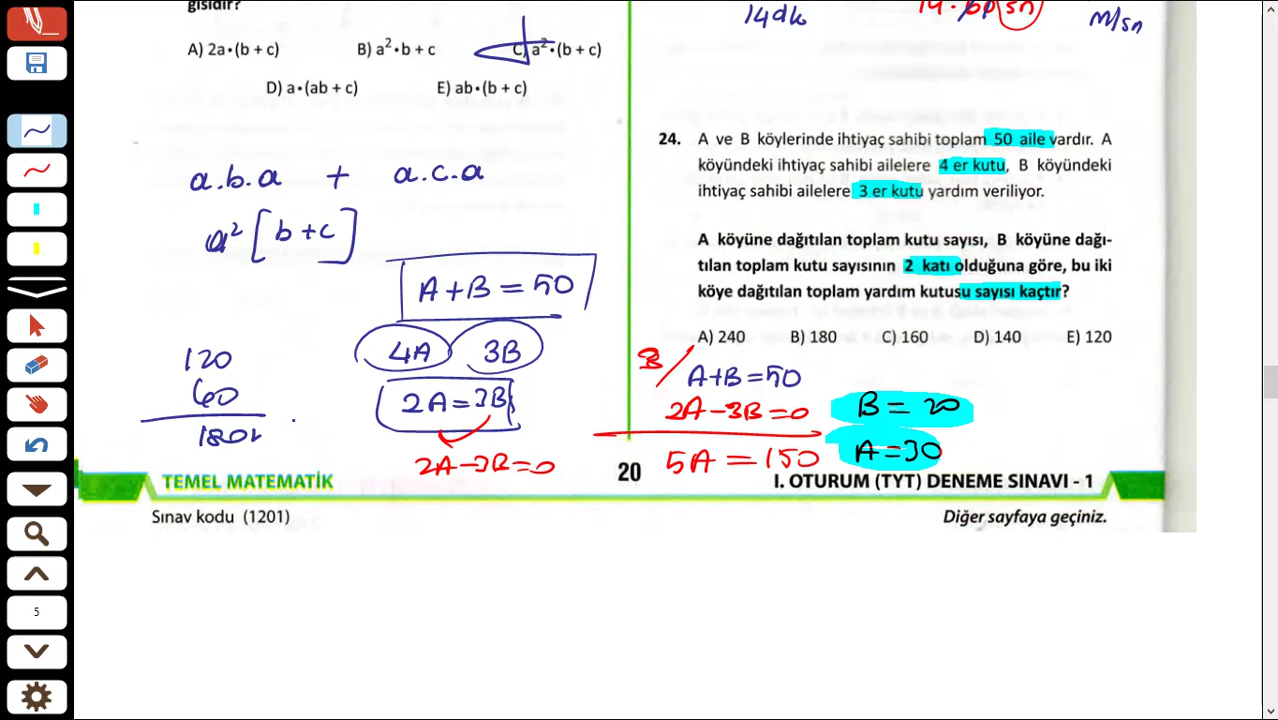 gisidir?
A) 2a•(b + c)
B) a²•b + c
C) a²•(b + c)
D) a•(ab + c)
E) ab•(b + c)
a.b.a + a.c.a
a² [b + c]
A + B = 50
4A 3B
2A = 3B
2A - 3B = 0
120
60
180
14dk
sn
m/sn
24. A ve B köylerinde ihtiyaç sahibi toplam 50 aile vardır. A
köyündeki ihtiyaç sahibi ailelere 4 er kutu, B köyündeki
ihtiyaç sahibi ailelere 3 er kutu yardım veriliyor.
A köyüne dağıtılan toplam kutu sayısı, B köyüne dağı-
tılan toplam kutu sayısının 2 katı olduğuna göre, bu iki
köye dağıtılan toplam yardım kutusu sayısı kaçtır?
A) 240 B) 180 C) 160 D) 140 E) 120
3/ A+B = 50
2A - 3B = 0
5A = 150
B = 20
A = 30
TEMEL MATEMATİK
20
I. OTURUM (TYT) DENEME SINAVI - 1
Sınav kodu (1201)
Diğer sayfaya geçiniz.
5